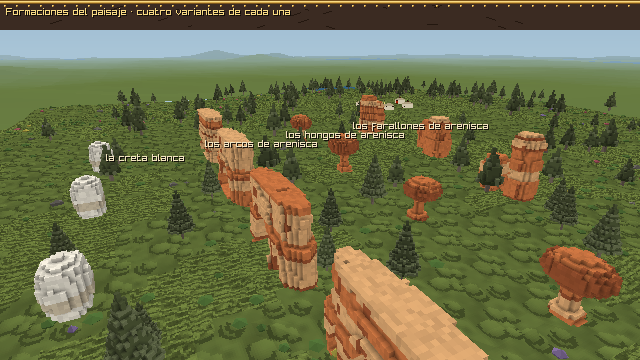 Formaciones del paisaje · cuatro variantes de cada una
los farallones de arenisca
los hongos de arenisca
los arcos de arenisca
la creta blanca